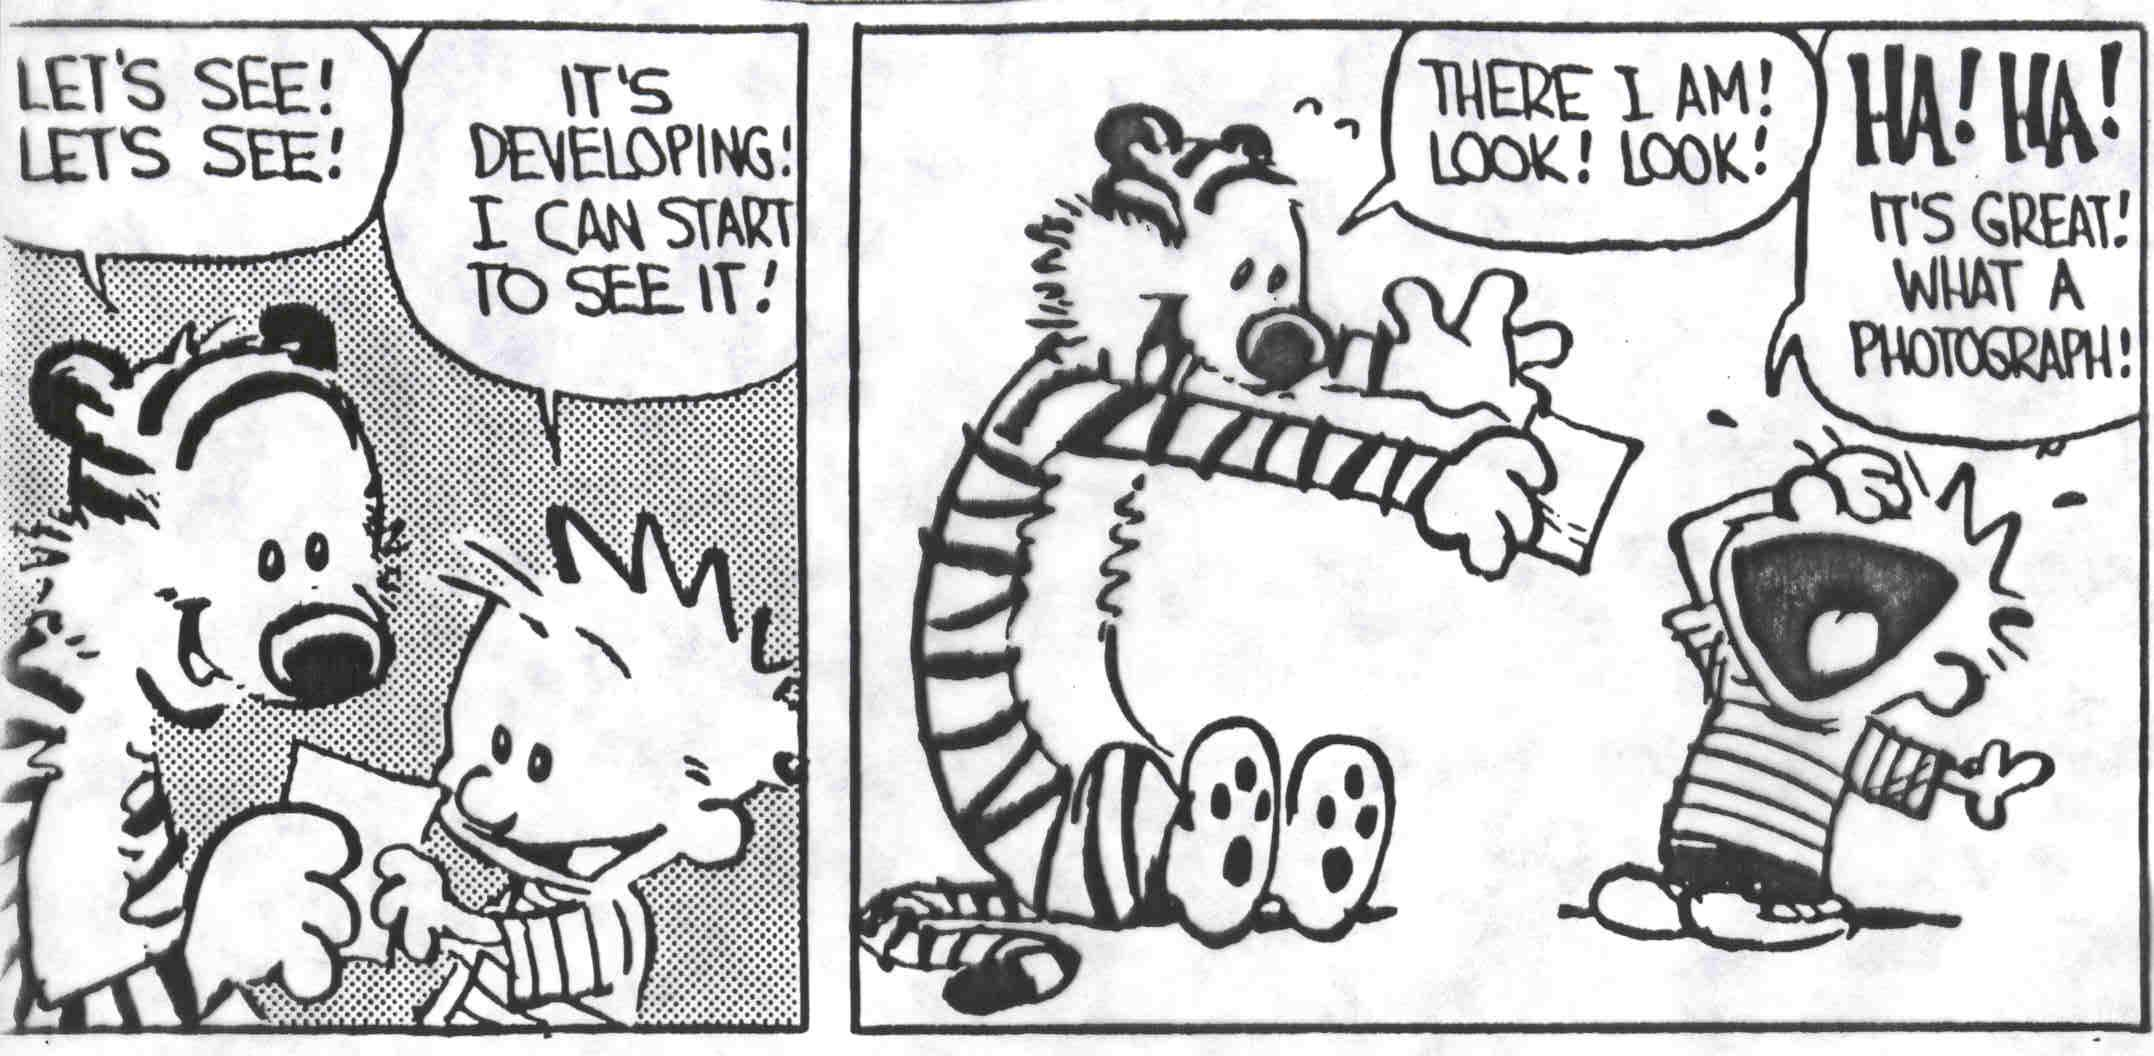 LET'S SEE!
LET'S SEE!
IT'S
DEVELOPING!
I CAN START
TO SEE IT!
THERE I AM!
LOOK! LOOK!
HA! HA!
IT'S GREAT!
WHAT A
PHOTOGRAPH!